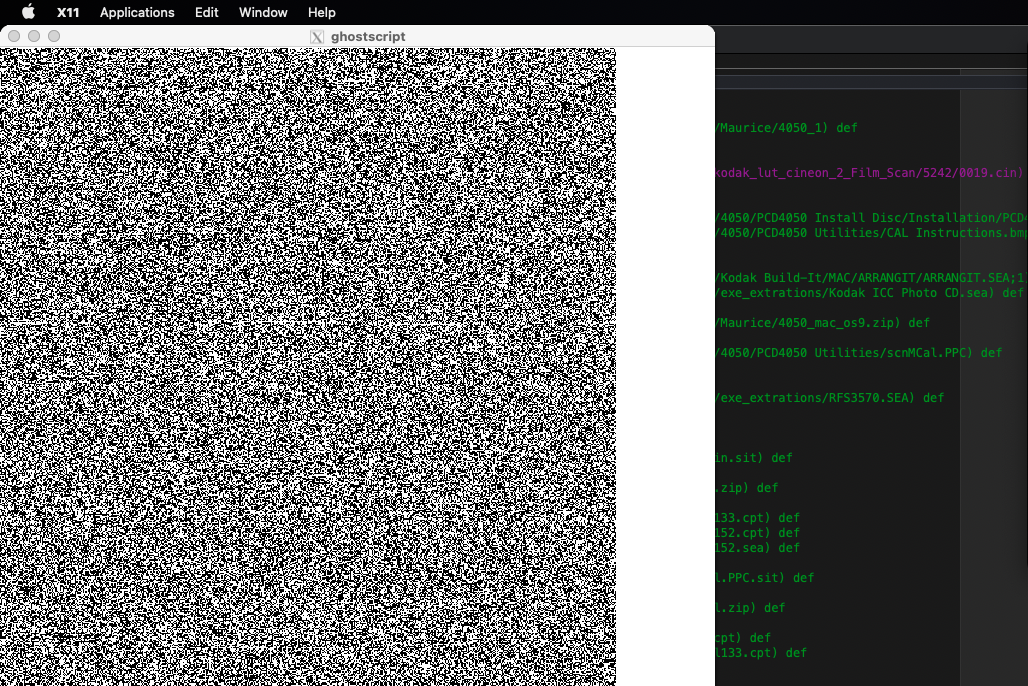 X11 Applications Edit Window Help
ghostscript
/Maurice/4050_1) def
kodak_lut_cineon_2_Film_Scan/5242/0019.cin)
/4050/PCD4050 Install Disc/Installation/PCD4
/4050/PCD4050 Utilities/CAL Instructions.bmp
/Kodak Build-It/MAC/ARRANGIT/ARRANGIT.SEA;1
/exe_extrations/Kodak ICC Photo CD.sea) def
/Maurice/4050_mac_os9.zip) def
/4050/PCD4050 Utilities/scnMCal.PPC) def
/exe_extrations/RFS3570.SEA) def
in.sit) def
.zip) def
133.cpt) def
152.cpt) def
152.sea) def
l.PPC.sit) def
l.zip) def
cpt) def
l133.cpt) def